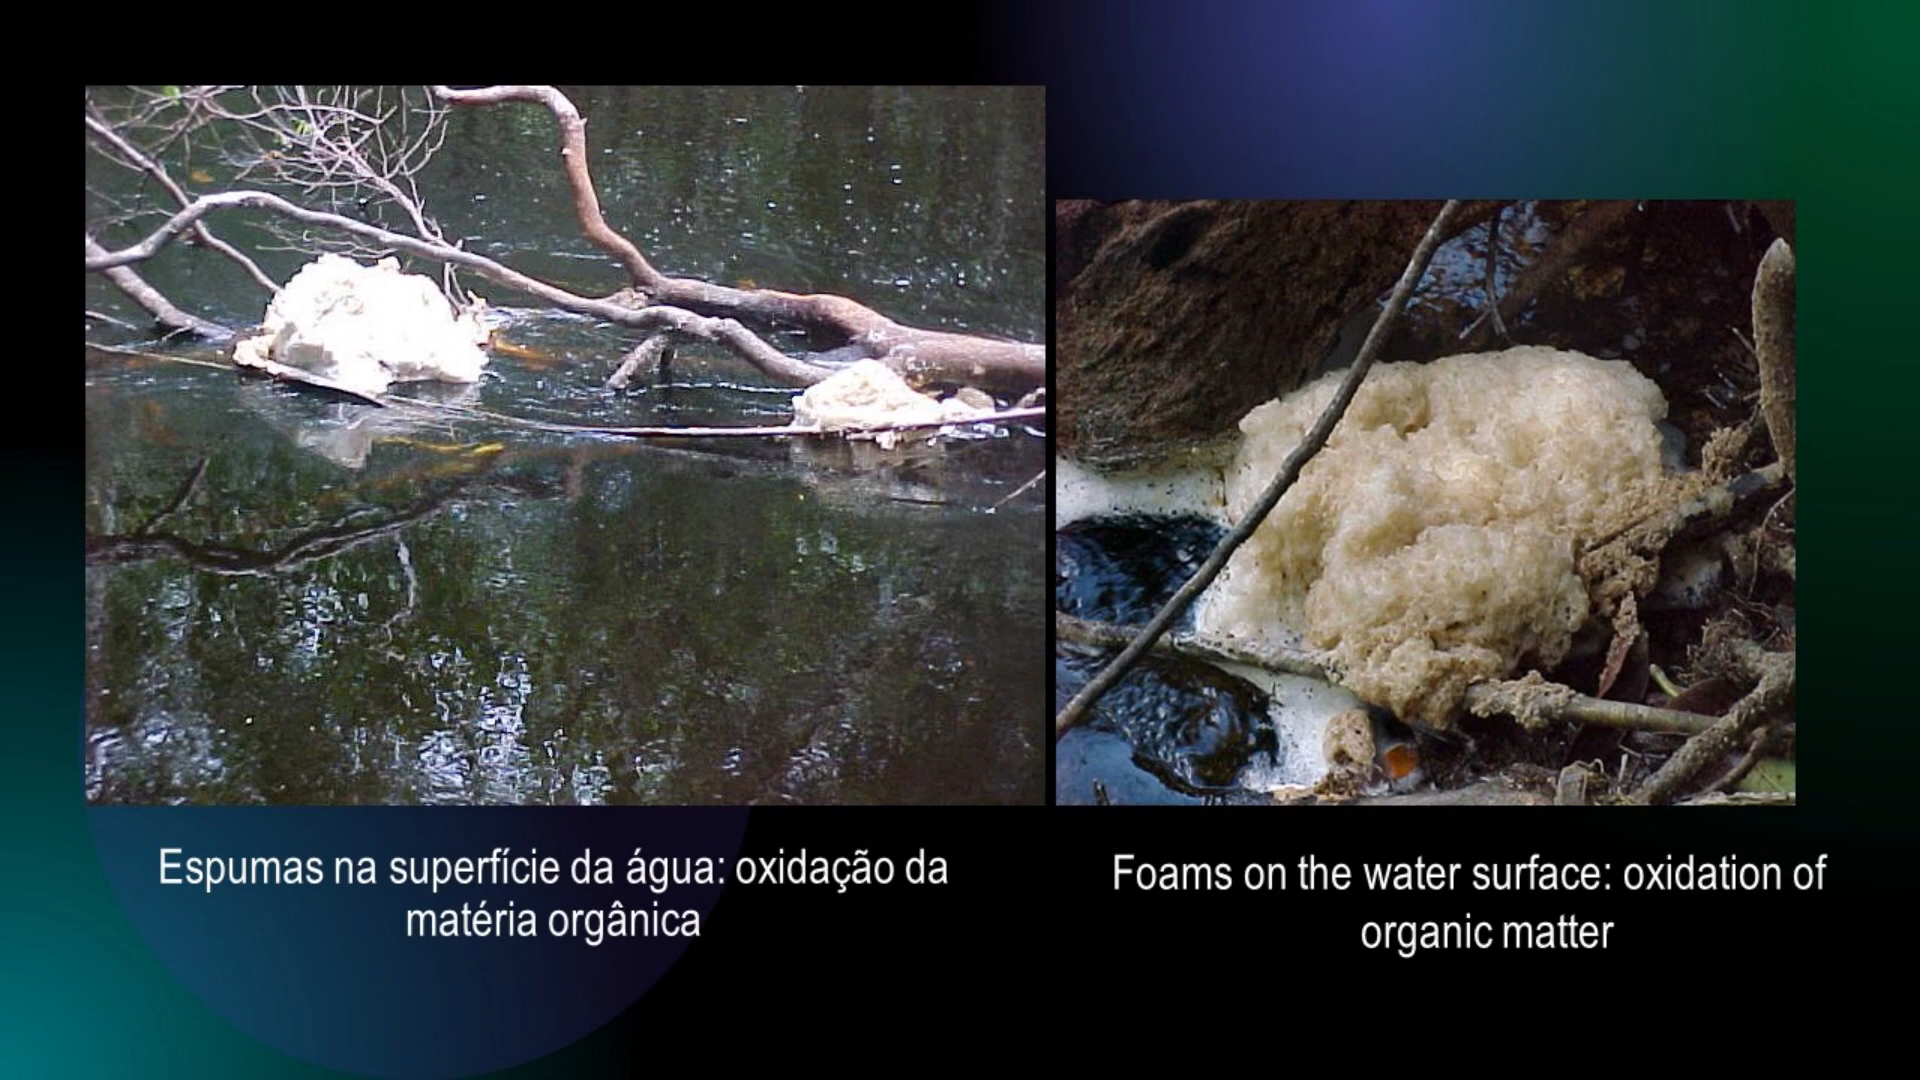 Espumas na superfície da água: oxidação da
matéria orgânica
Foams on the water surface: oxidation of
organic matter